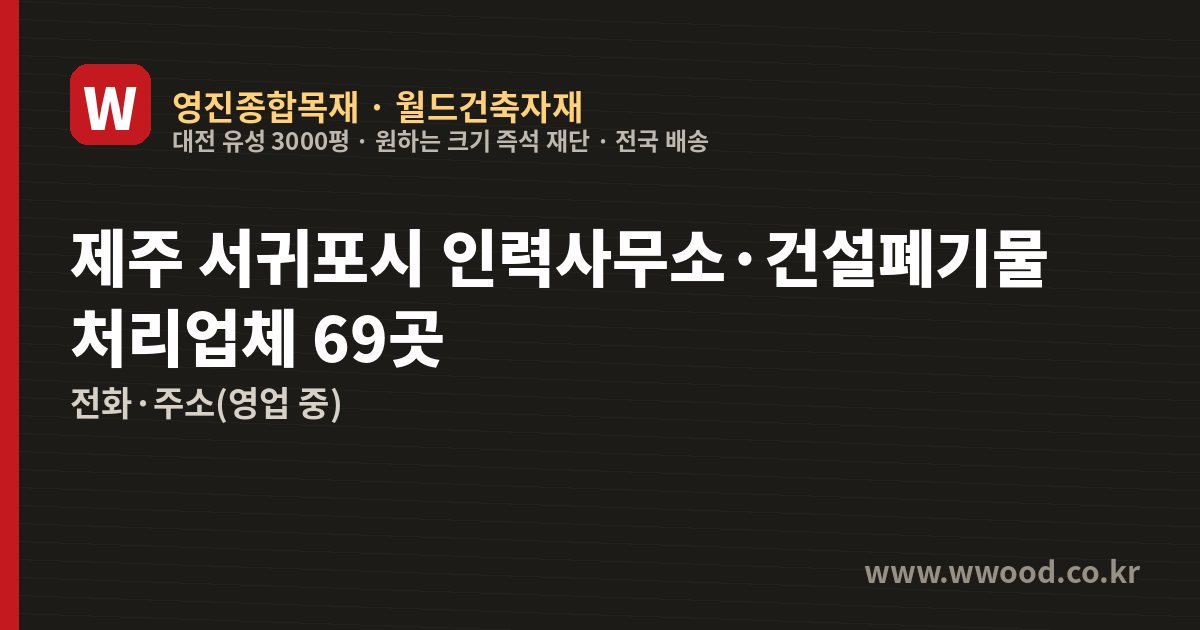 W
영진종합목재 · 월드건축자재
대전 유성 3000평 · 원하는 크기 즉석 재단 · 전국 배송
제주 서귀포시 인력사무소·건설폐기물
처리업체 69곳
전화·주소(영업 중)
www.wwood.co.kr